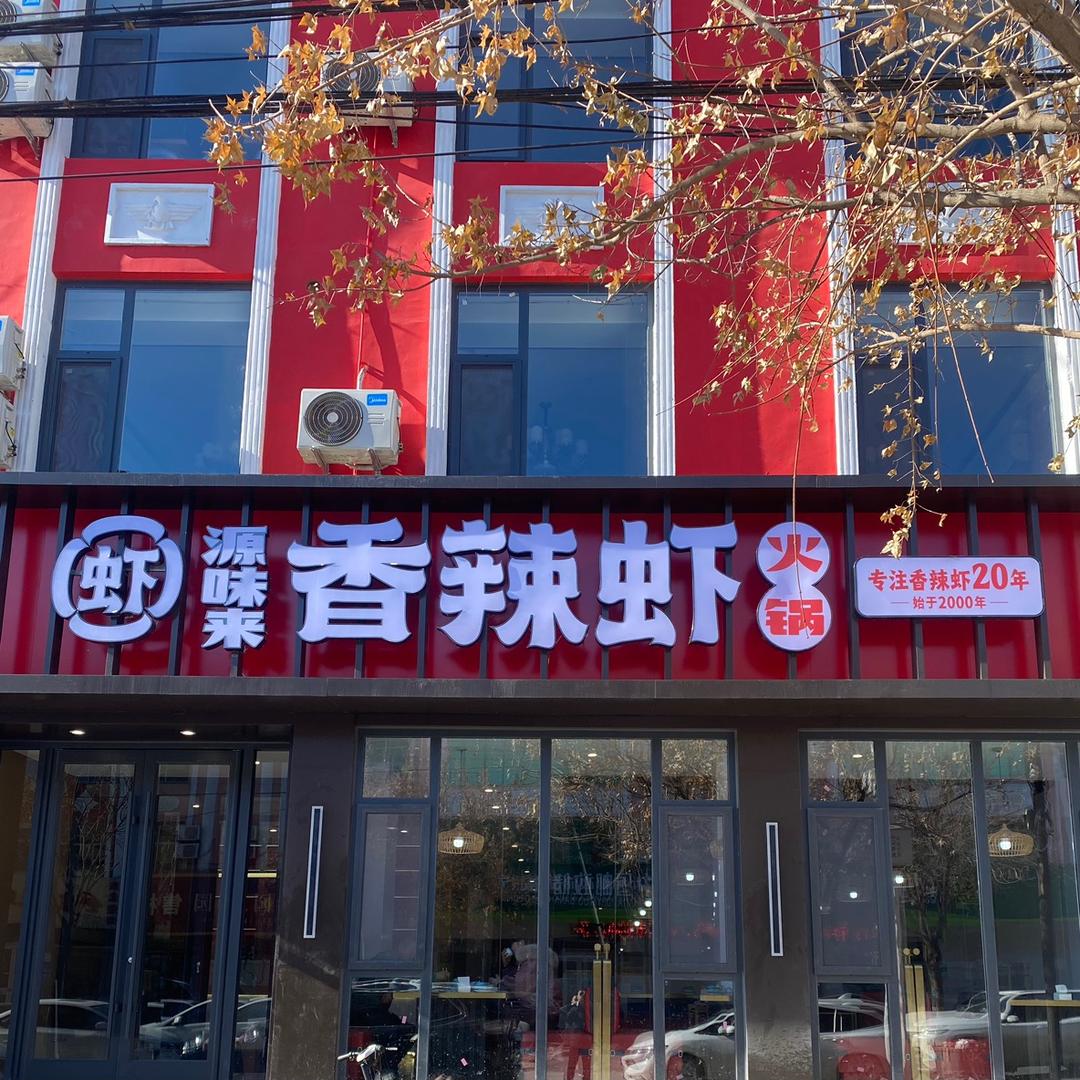 虾
源味来
香辣虾
火锅
专注香辣虾20年
始于2000年
Midea